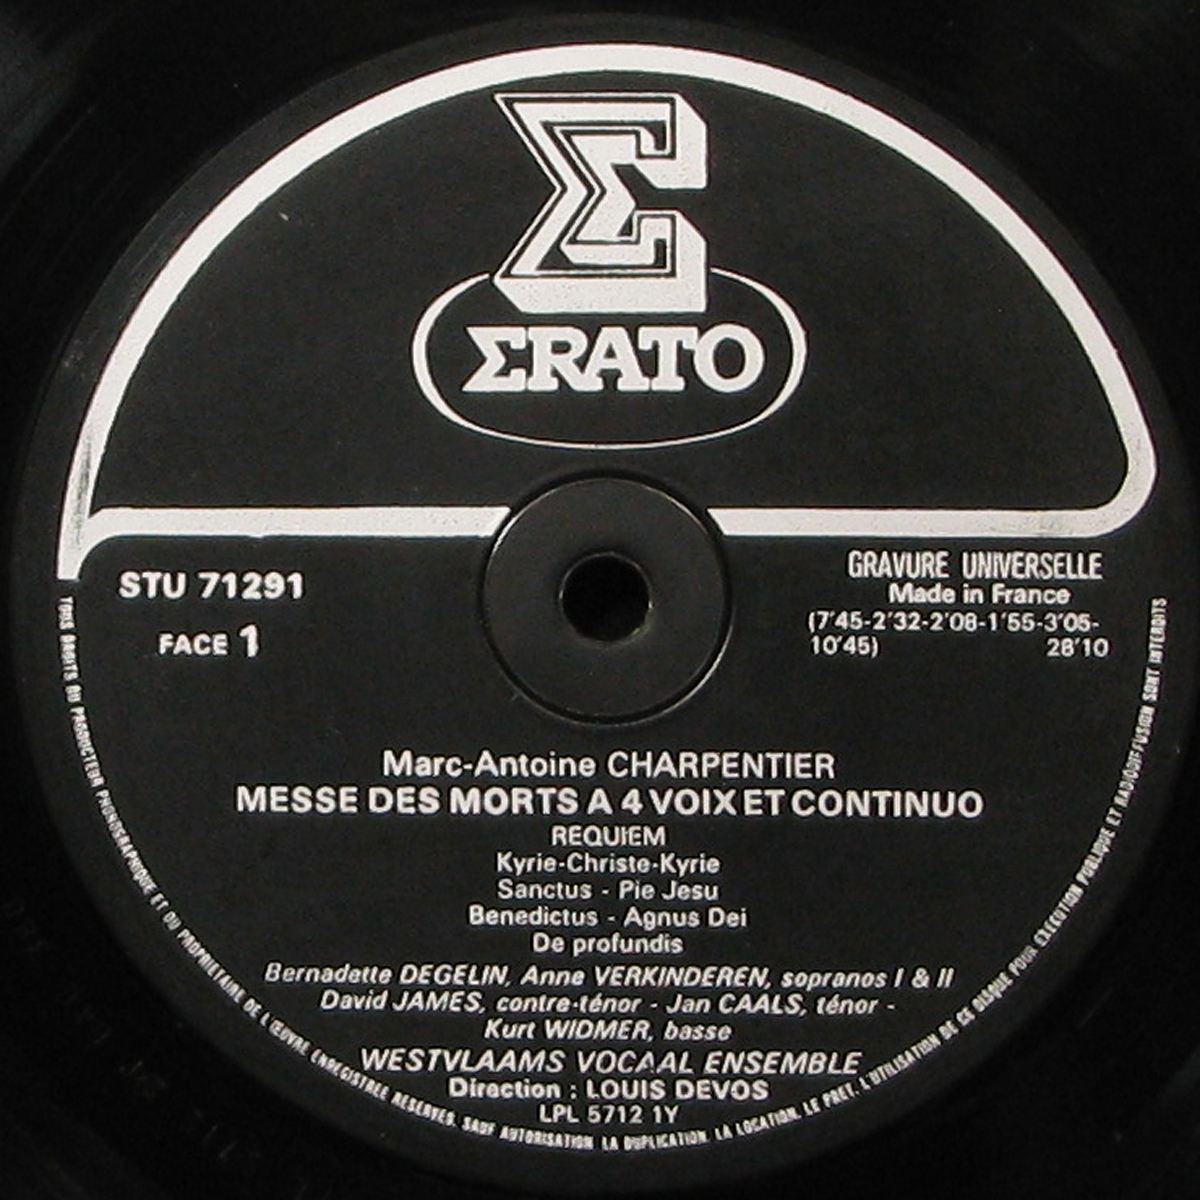 ΣRATO
STU 71291
FACE 1
GRAVURE UNIVERSELLE
Made in France
(7'45-2'32-2'08-1'55-3'05-
10'45) 28'10
Marc-Antoine CHARPENTIER
MESSE DES MORTS A 4 VOIX ET CONTINUO
REQUIEM
Kyrie-Christe-Kyrie
Sanctus - Pie Jesu
Benedictus - Agnus Dei
De profundis
Bernadette DEGELIN, Anne VERKINDEREN, sopranos I & II
David JAMES, contre-ténor - Jan CAALS, ténor -
Kurt WIDMER, basse
WESTVLAAMS VOCAAL ENSEMBLE
Direction : LOUIS DEVOS
LPL 5712 1Y
TOUS DROITS DU PRODUCTEUR PHONOGRAPHIQUE ET DU PROPRIETAIRE DE L'ŒUVRE ENREGISTREE RESERVES. SAUF AUTORISATION LA DUPLICATION, LA LOCATION, LE PRET, L'UTILISATION DE CE DISQUE POUR EXECUTION PUBLIQUE ET RADIODIFFUSION SONT INTERDITS